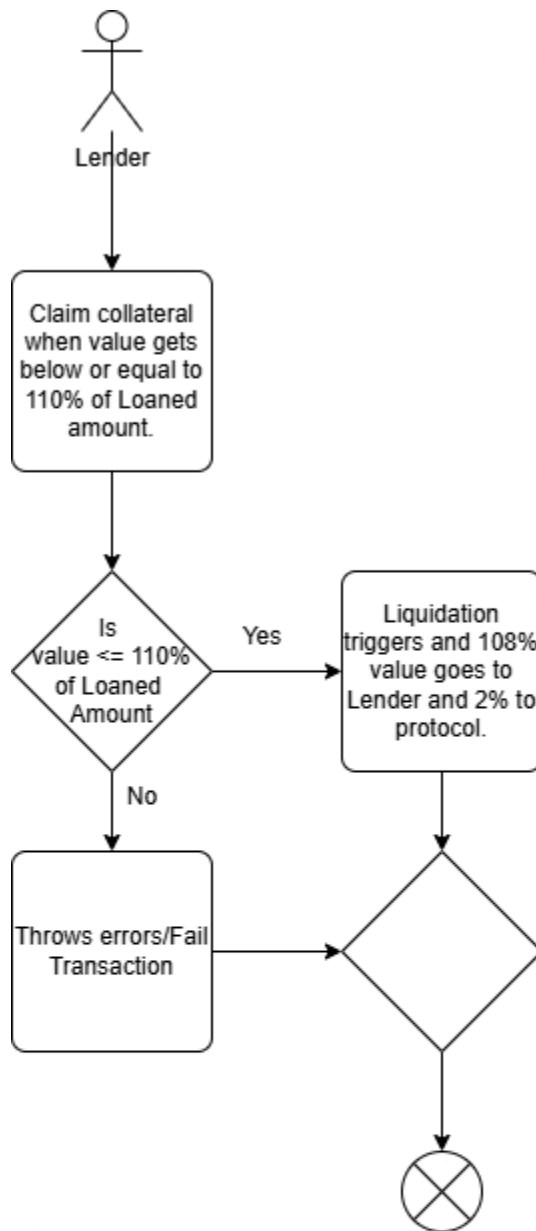 Lender
Claim collateral
when value gets
below or equal to
110% of Loaned
amount.
Is
value <= 110%
of Loaned
Amount
Yes
Liquidation
triggers and 108%
value goes to
Lender and 2% to
protocol.
No
Throws errors/Fail
Transaction